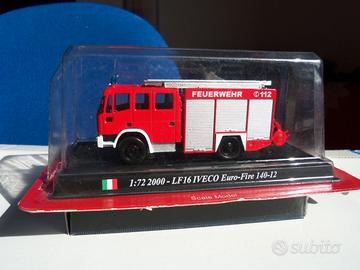 FEUERWEHR 112
1:72 2000 - LF16 IVECO Euro-Fire 140-12
Scale Model
subito